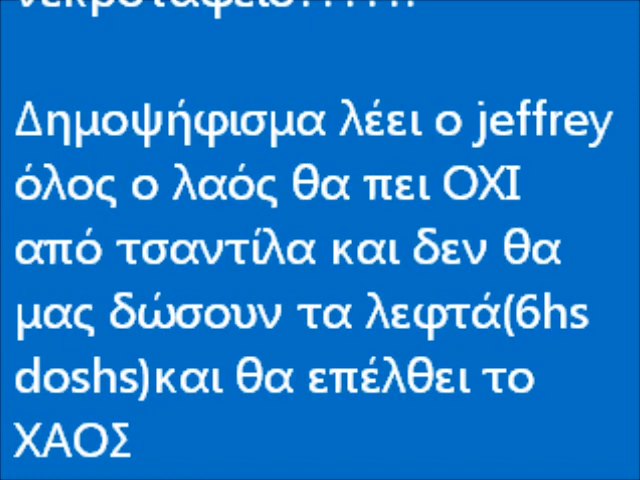 Δημοψήφισμα λέει ο jeffrey
όλος ο λαός θα πει ΟΧΙ
από τσαντίλα και δεν θα
μας δώσουν τα λεφτά(6hs
doshs)και θα επέλθει το
ΧΑΟΣ